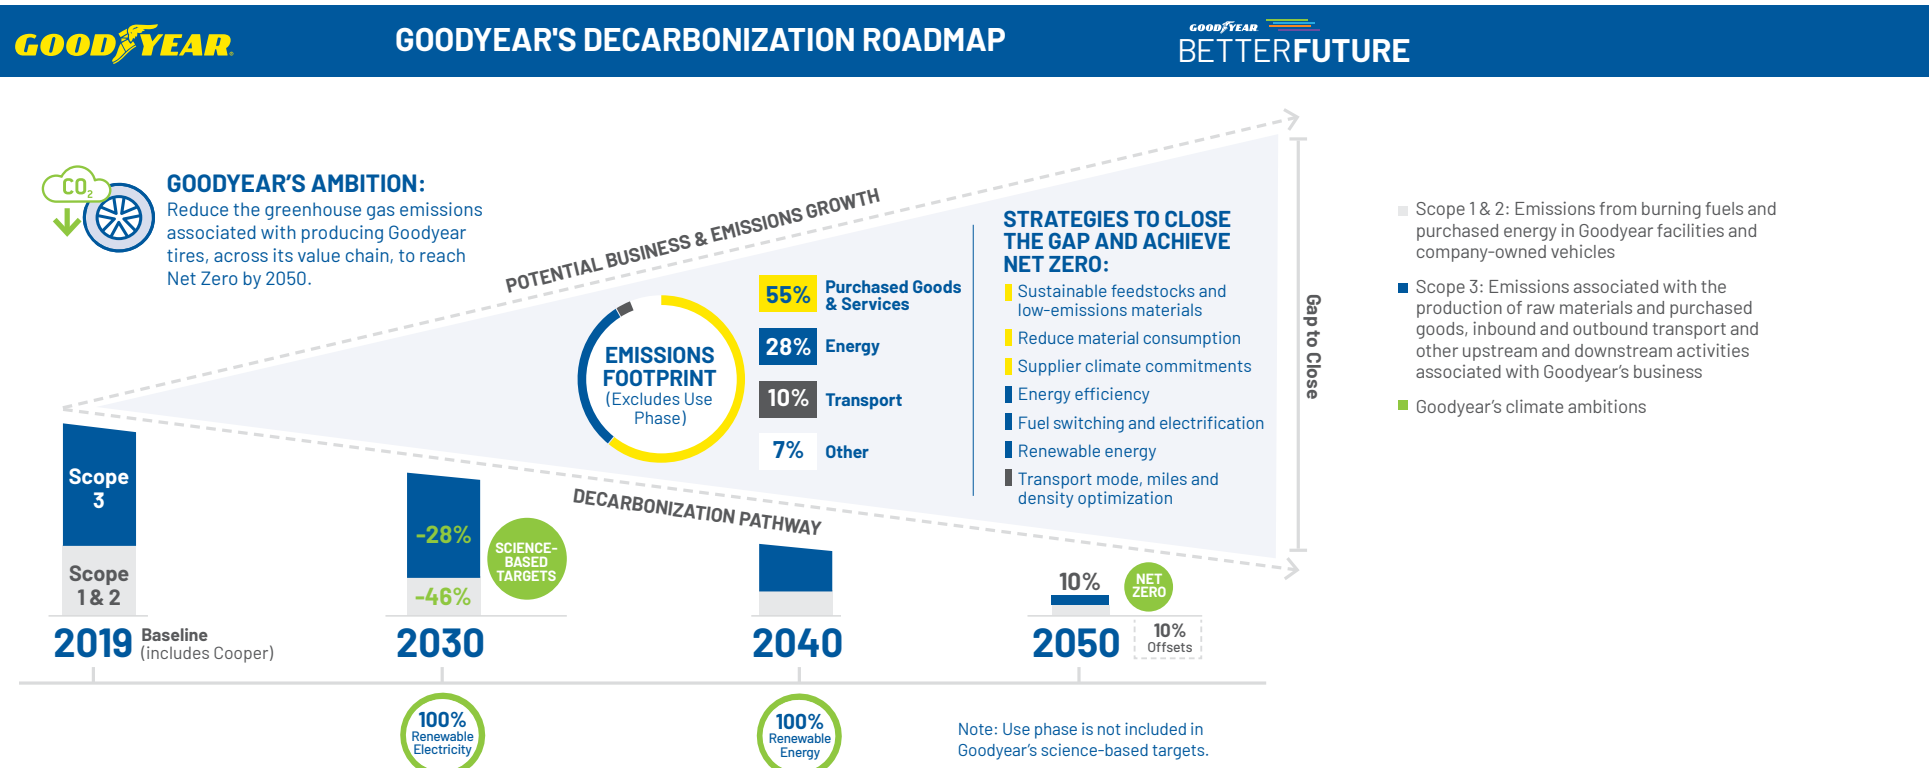 GOODYEAR
GOODYEAR'S DECARBONIZATION ROADMAP
GOODYEAR
BETTERFUTURE
CO2
GOODYEAR'S AMBITION:
Reduce the greenhouse gas emissions
associated with producing Goodyear
tires, across its value chain, to reach
Net Zero by 2050.
POTENTIAL BUSINESS & EMISSIONS GROWTH
EMISSIONS
FOOTPRINT
(Excludes Use
Phase)
55% Purchased Goods
& Services
28% Energy
10% Transport
7% Other
STRATEGIES TO CLOSE
THE GAP AND ACHIEVE
NET ZERO:
Sustainable feedstocks and
low-emissions materials
Reduce material consumption
Supplier climate commitments
Energy efficiency
Fuel switching and electrification
Renewable energy
Transport mode, miles and
density optimization
Gap to Close
Scope 1 & 2: Emissions from burning fuels and
purchased energy in Goodyear facilities and
company-owned vehicles
Scope 3: Emissions associated with the
production of raw materials and purchased
goods, inbound and outbound transport and
other upstream and downstream activities
associated with Goodyear's business
Goodyear's climate ambitions
DECARBONIZATION PATHWAY
Scope
3
Scope
1 & 2
-28%
-46%
SCIENCE-
BASED
TARGETS
10%
NET
ZERO
2019 Baseline
(includes Cooper)
2030
2040
2050
10%
Offsets
100%
Renewable
Electricity
100%
Renewable
Energy
Note: Use phase is not included in
Goodyear's science-based targets.